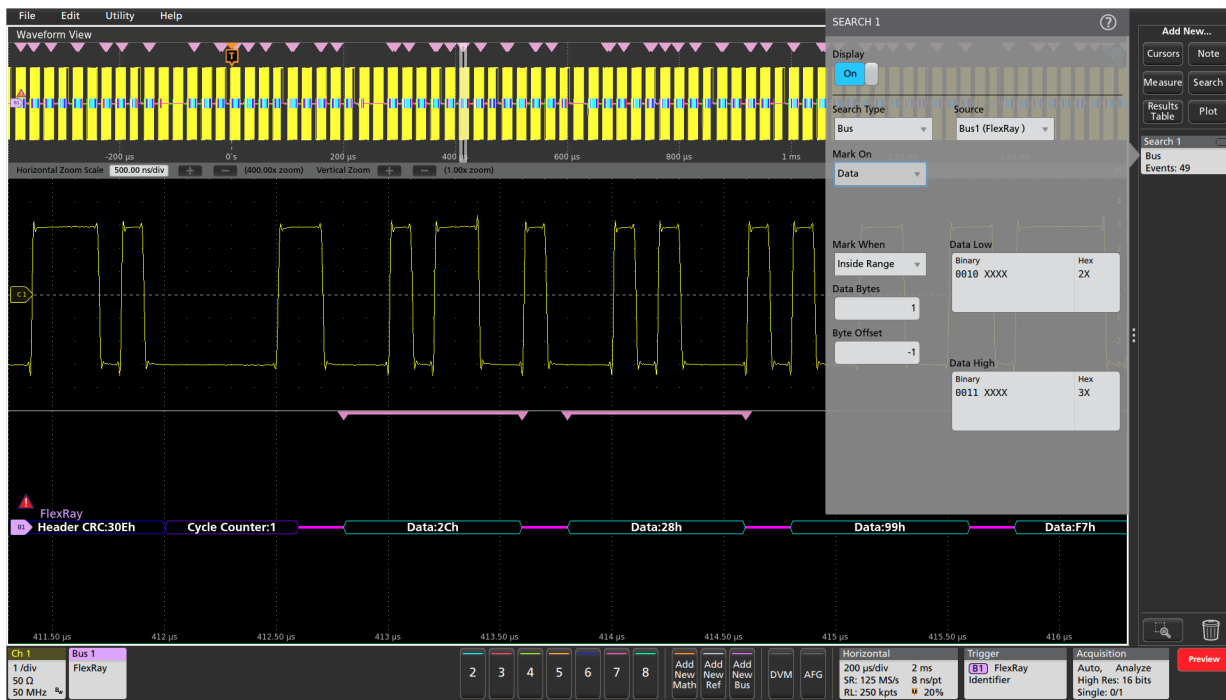 File Edit Utility Help
Waveform View
-200 µs 0 s 200 µs 400 µs 600 µs 800 µs 1 ms
Horizontal Zoom Scale 500.00 ns/div + − (400.00x zoom) Vertical Zoom + − (1.00x zoom)
T
C 1
FlexRay
B1 Header CRC:30Eh Cycle Counter:1 Data:2Ch Data:28h Data:99h Data:F7h
411.50 µs 412 µs 412.50 µs 413 µs 413.50 µs 414 µs 414.50 µs 415 µs 415.50 µs 416 µs
SEARCH 1 ?
Display
On
Search Type Source
Bus Bus1 (FlexRay )
Mark On
Data
Mark When Data Low
Inside Range Binary Hex
0010 XXXX 2X
Data Bytes
1
Byte Offset
-1
Data High
Binary Hex
0011 XXXX 3X
Add New...
Cursors Note
Measure Search
Results Table Plot
Search 1
Bus
Events: 49
Ch 1
1 /div
50 Ω
50 MHz Bw
Bus 1
FlexRay
2 3 4 5 6 7 8
Add New Math
Add New Ref
Add New Bus
DVM AFG
Horizontal
200 µs/div 2 ms
SR: 125 MS/s 8 ns/pt
RL: 250 kpts 20%
Trigger
B1 FlexRay
Identifier
Acquisition
Auto, Analyze
High Res: 16 bits
Single: 0/1
Preview